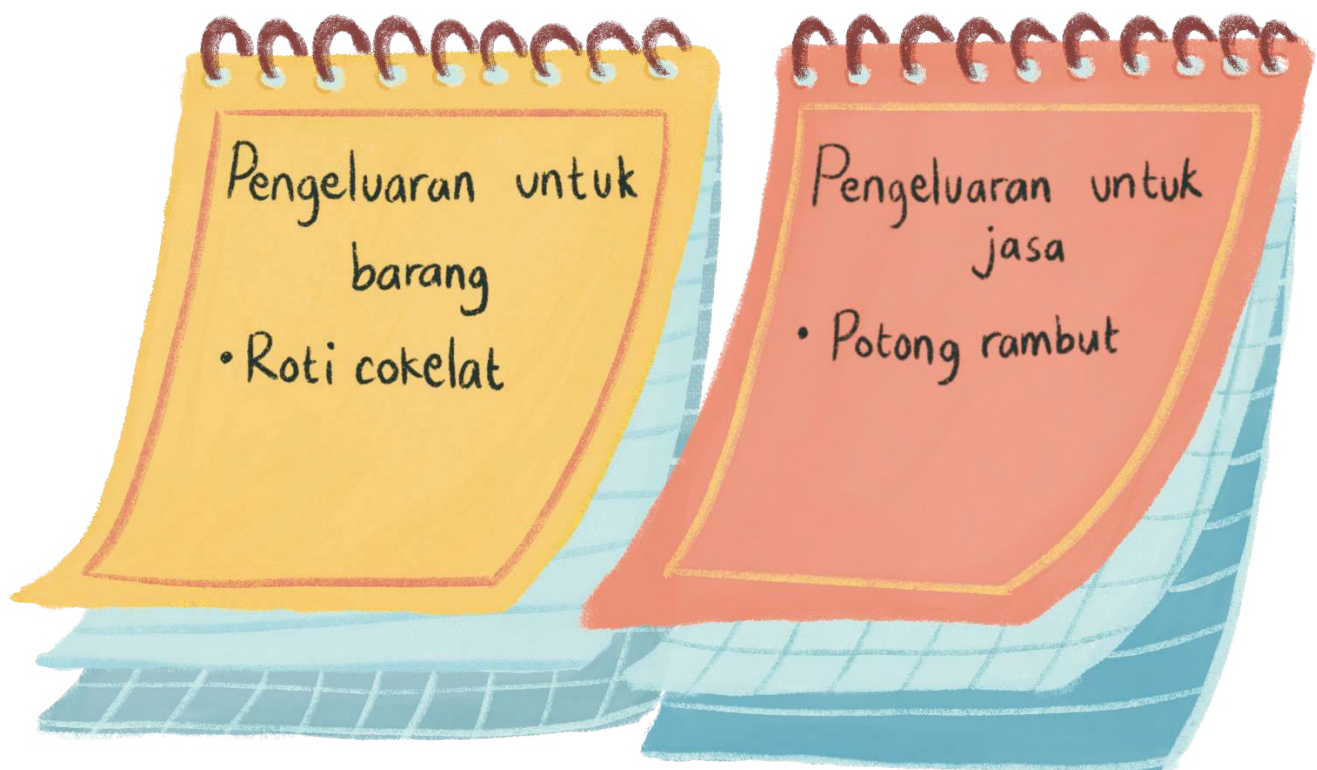 Pengeluaran untuk
barang
• Roti cokelat
Pengeluaran untuk
jasa
• Potong rambut